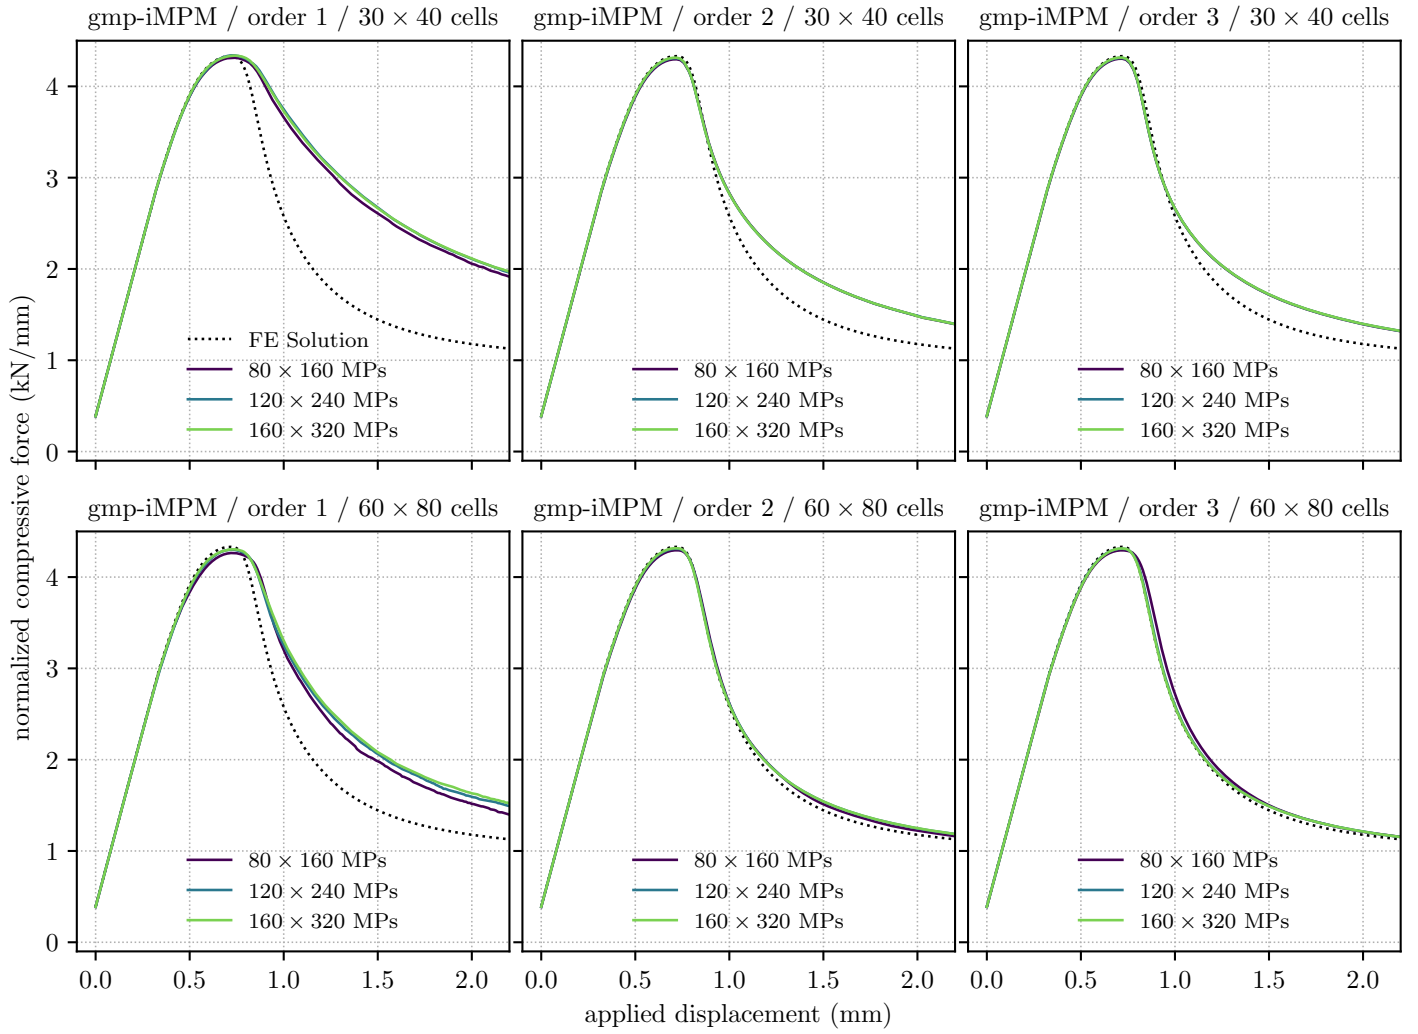 gmp-iMPM / order 1 / 30 × 40 cells
gmp-iMPM / order 2 / 30 × 40 cells
gmp-iMPM / order 3 / 30 × 40 cells
normalized compressive force (kN/mm)
4
3
2
1
0
FE Solution
80 × 160 MPs
120 × 240 MPs
160 × 320 MPs
80 × 160 MPs
120 × 240 MPs
160 × 320 MPs
80 × 160 MPs
120 × 240 MPs
160 × 320 MPs
gmp-iMPM / order 1 / 60 × 80 cells
gmp-iMPM / order 2 / 60 × 80 cells
gmp-iMPM / order 3 / 60 × 80 cells
4
3
2
1
0
80 × 160 MPs
120 × 240 MPs
160 × 320 MPs
80 × 160 MPs
120 × 240 MPs
160 × 320 MPs
80 × 160 MPs
120 × 240 MPs
160 × 320 MPs
0.0 0.5 1.0 1.5 2.0
0.0 0.5 1.0 1.5 2.0
0.0 0.5 1.0 1.5 2.0
applied displacement (mm)